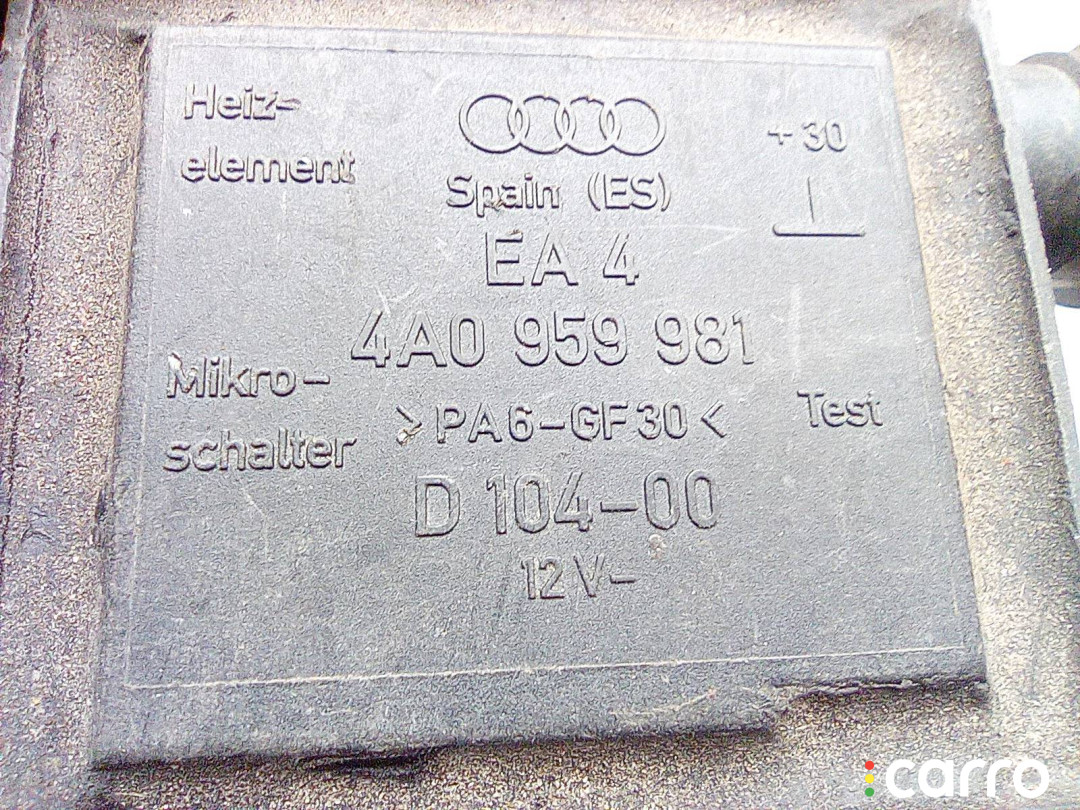 Heiz-
element
Spain (ES)
+30
EA 4
4A0 959 981
Mikro-
schalter
>PA6-GF30<
Test
D 104-00
12V-
carro